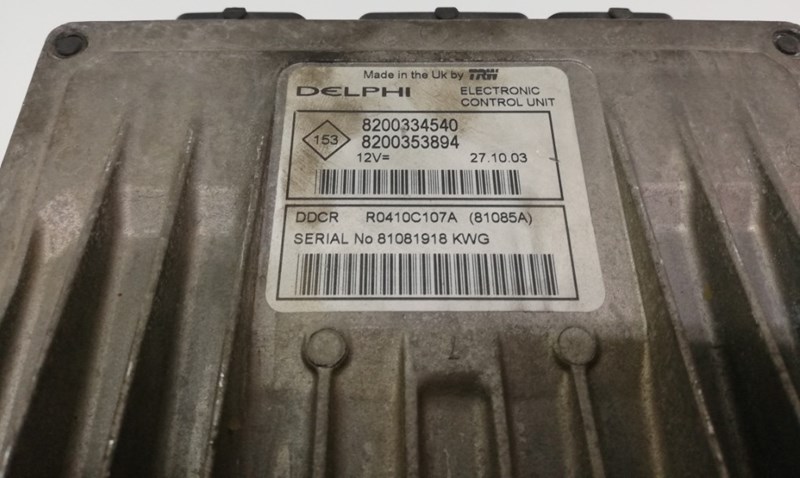 Made in the Uk by TRW
DELPHI
ELECTRONIC
CONTROL UNIT
153
8200334540
8200353894
12V=
27.10.03
DDCR R0410C107A (81085A)
SERIAL No 81081918 KWG